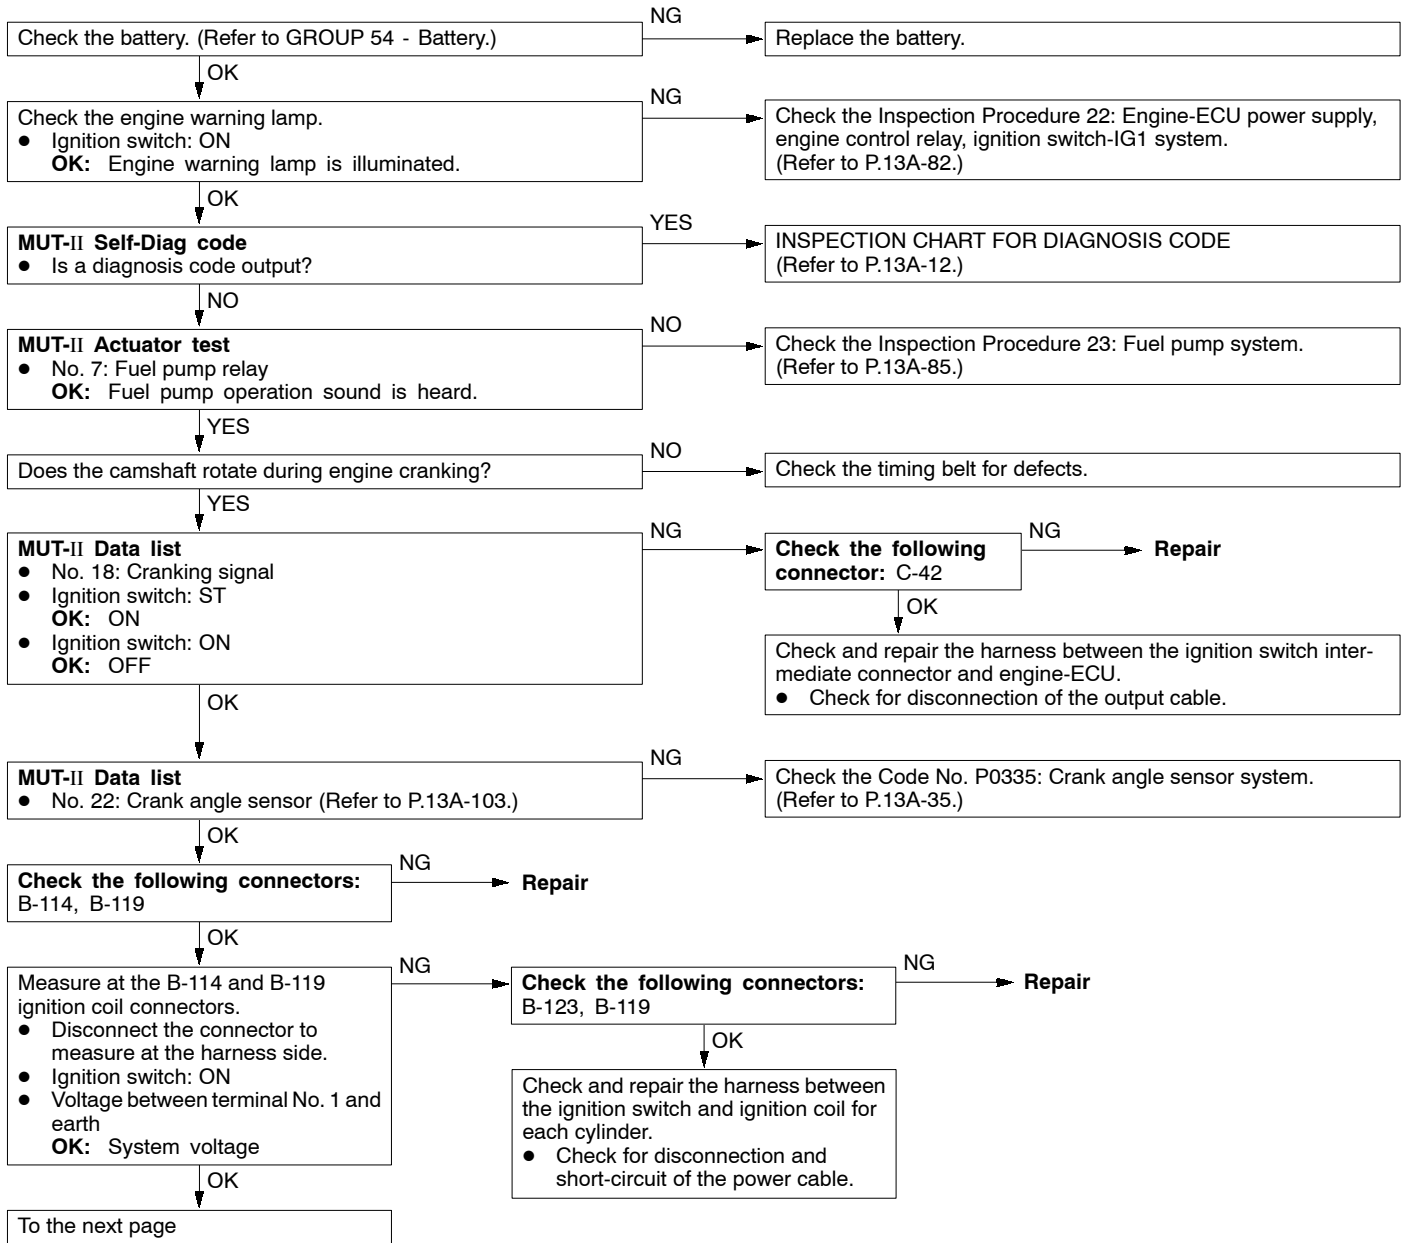 NG
Check the battery. (Refer to GROUP 54 - Battery.)
Replace the battery.
OK
NG
Check the engine warning lamp.
● Ignition switch: ON
OK: Engine warning lamp is illuminated.
Check the Inspection Procedure 22: Engine-ECU power supply,
engine control relay, ignition switch-IG1 system.
(Refer to P.13A-82.)
OK
YES
MUT-II Self-Diag code
● Is a diagnosis code output?
INSPECTION CHART FOR DIAGNOSIS CODE
(Refer to P.13A-12.)
NO
NO
MUT-II Actuator test
● No. 7: Fuel pump relay
OK: Fuel pump operation sound is heard.
Check the Inspection Procedure 23: Fuel pump system.
(Refer to P.13A-85.)
YES
NO
Does the camshaft rotate during engine cranking?
Check the timing belt for defects.
YES
NG
MUT-II Data list
● No. 18: Cranking signal
● Ignition switch: ST
OK: ON
● Ignition switch: ON
OK: OFF
Check the following
connector: C-42
NG
Repair
OK
Check and repair the harness between the ignition switch inter-
mediate connector and engine-ECU.
● Check for disconnection of the output cable.
OK
NG
MUT-II Data list
● No. 22: Crank angle sensor (Refer to P.13A-103.)
Check the Code No. P0335: Crank angle sensor system.
(Refer to P.13A-35.)
OK
NG
Check the following connectors:
B-114, B-119
Repair
OK
NG
Measure at the B-114 and B-119
ignition coil connectors.
● Disconnect the connector to
measure at the harness side.
● Ignition switch: ON
● Voltage between terminal No. 1 and
earth
OK: System voltage
Check the following connectors:
B-123, B-119
NG
Repair
OK
Check and repair the harness between
the ignition switch and ignition coil for
each cylinder.
● Check for disconnection and
short-circuit of the power cable.
OK
To the next page